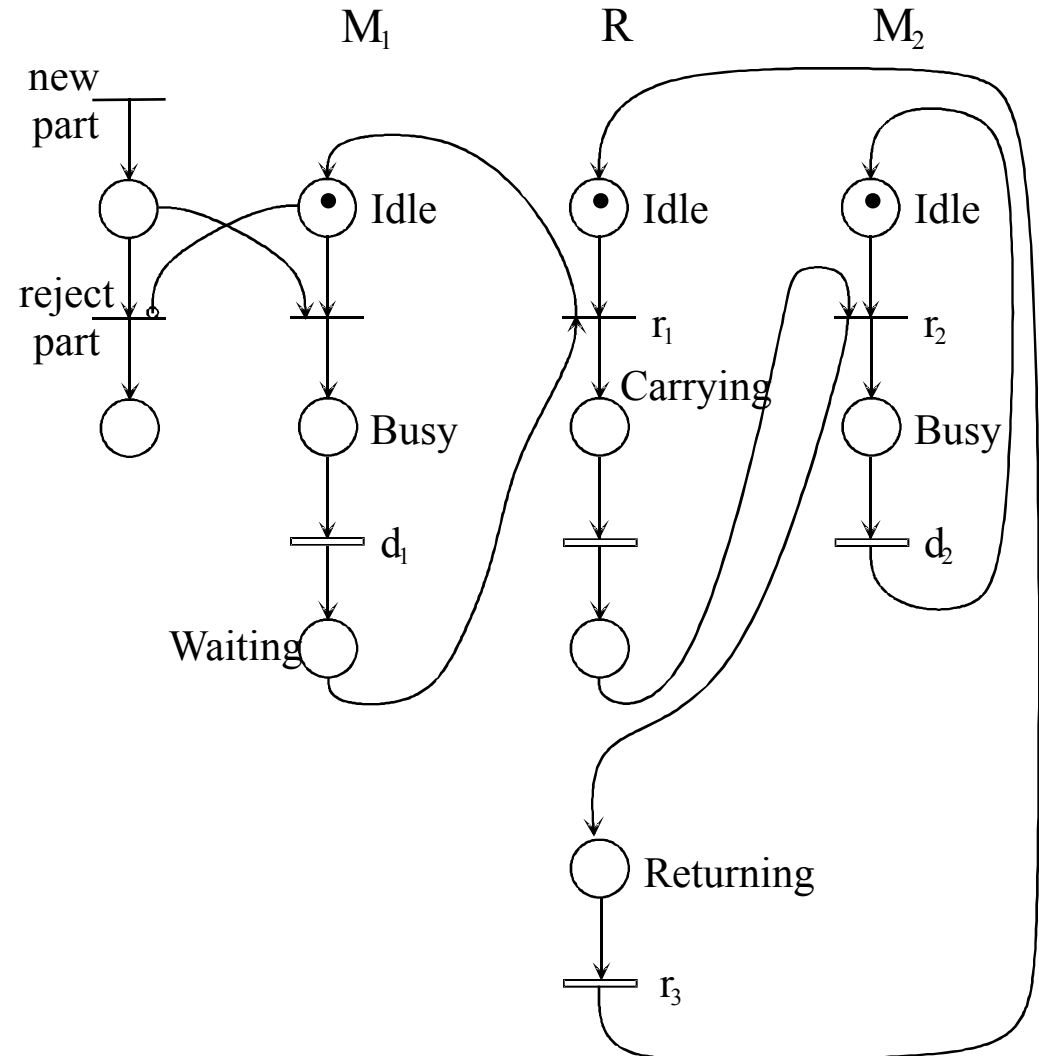 M₁ R M₂
new
part
Idle Idle Idle
reject
part
r₁ r₂
Carrying
Busy Busy
d₁ d₂
Waiting
Returning
r₃